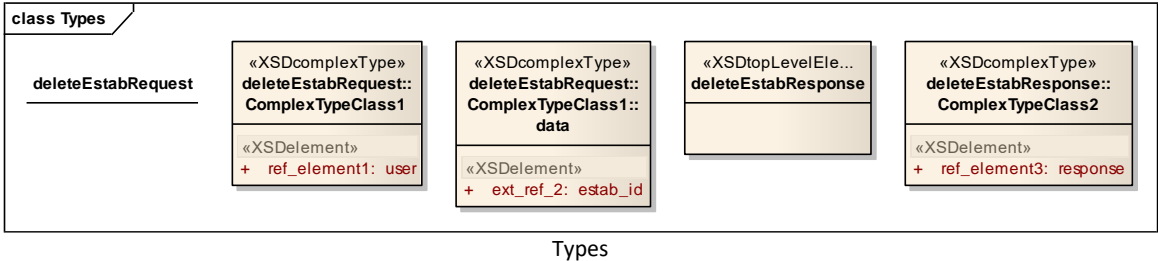 class Types
deleteEstabRequest
«XSDcomplexType»
deleteEstabRequest::
ComplexTypeClass1
«XSDelement»
+ ref_element1: user
«XSDcomplexType»
deleteEstabRequest::
ComplexTypeClass1::
data
«XSDelement»
+ ext_ref_2: estab_id
«XSDtopLevelEle...
deleteEstabResponse
«XSDcomplexType»
deleteEstabResponse::
ComplexTypeClass2
«XSDelement»
+ ref_element3: response
Types